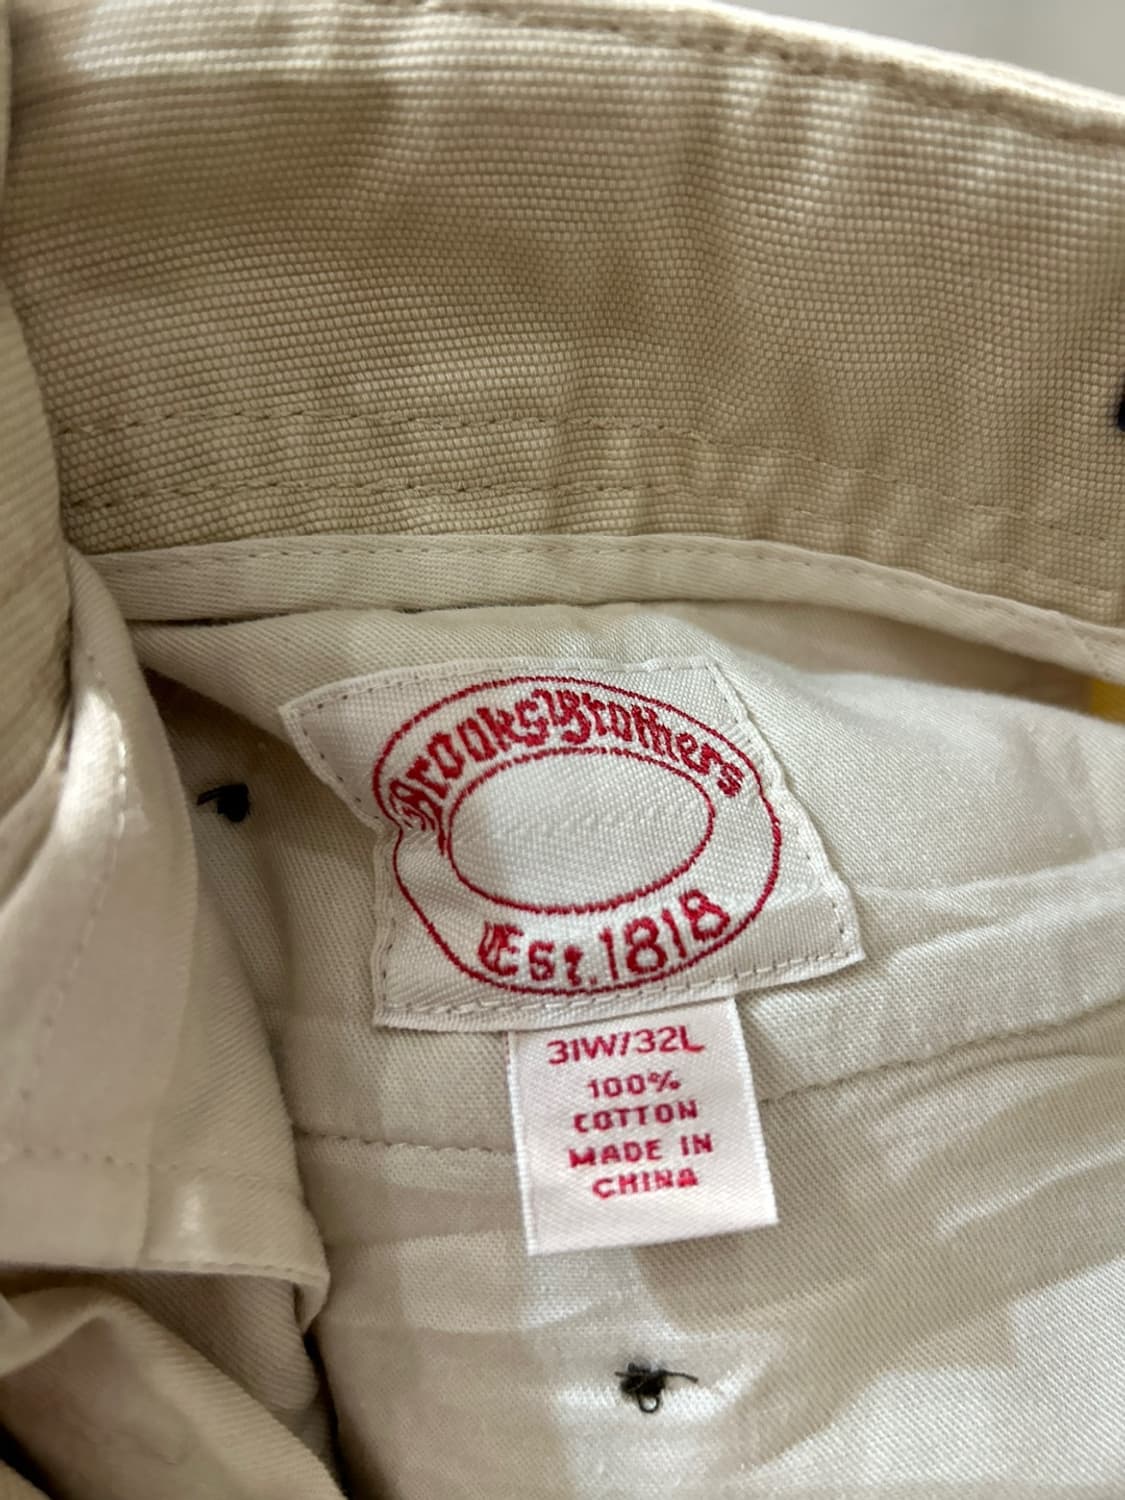 Brooks Brothers
Est. 1818
31W/32L
100%
COTTON
MADE IN
CHINA